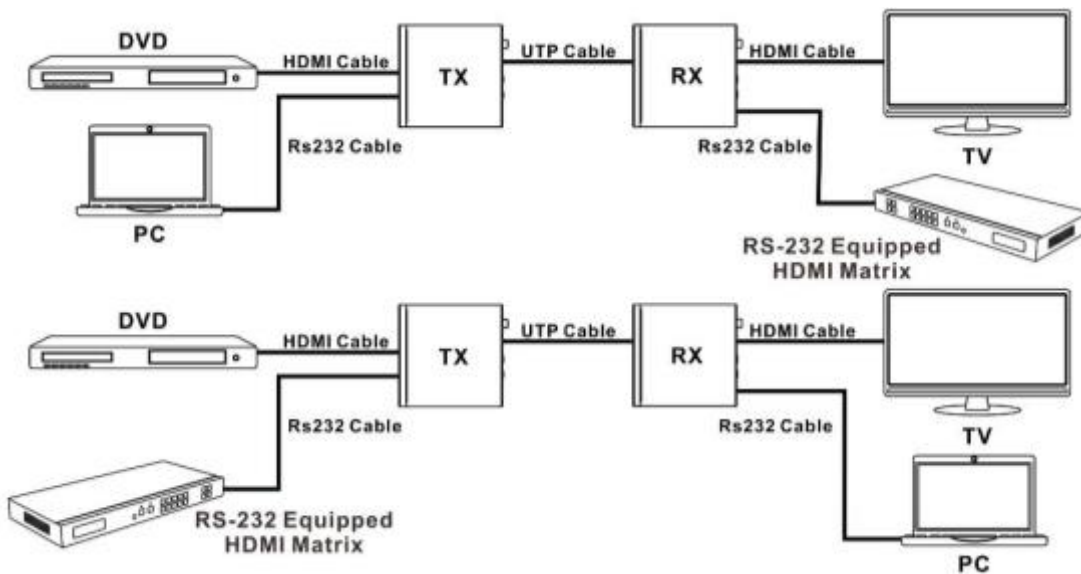 DVD
HDMI Cable
TX
UTP Cable
RX
HDMI Cable
Rs232 Cable
Rs232 Cable
TV
PC
RS-232 Equipped
HDMI Matrix
DVD
HDMI Cable
TX
UTP Cable
RX
HDMI Cable
Rs232 Cable
Rs232 Cable
TV
RS-232 Equipped
HDMI Matrix
PC